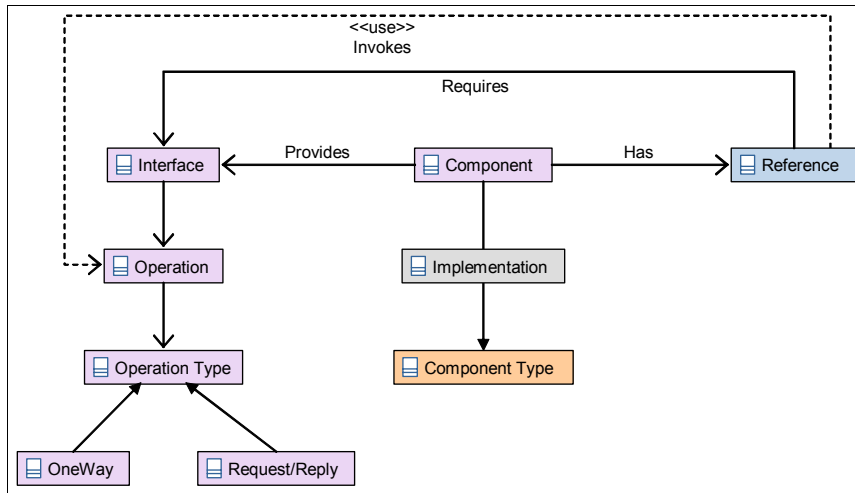 <<use>>
Invokes
Requires
Interface
Provides
Component
Has
Reference
Operation
Implementation
Operation Type
Component Type
OneWay
Request/Reply